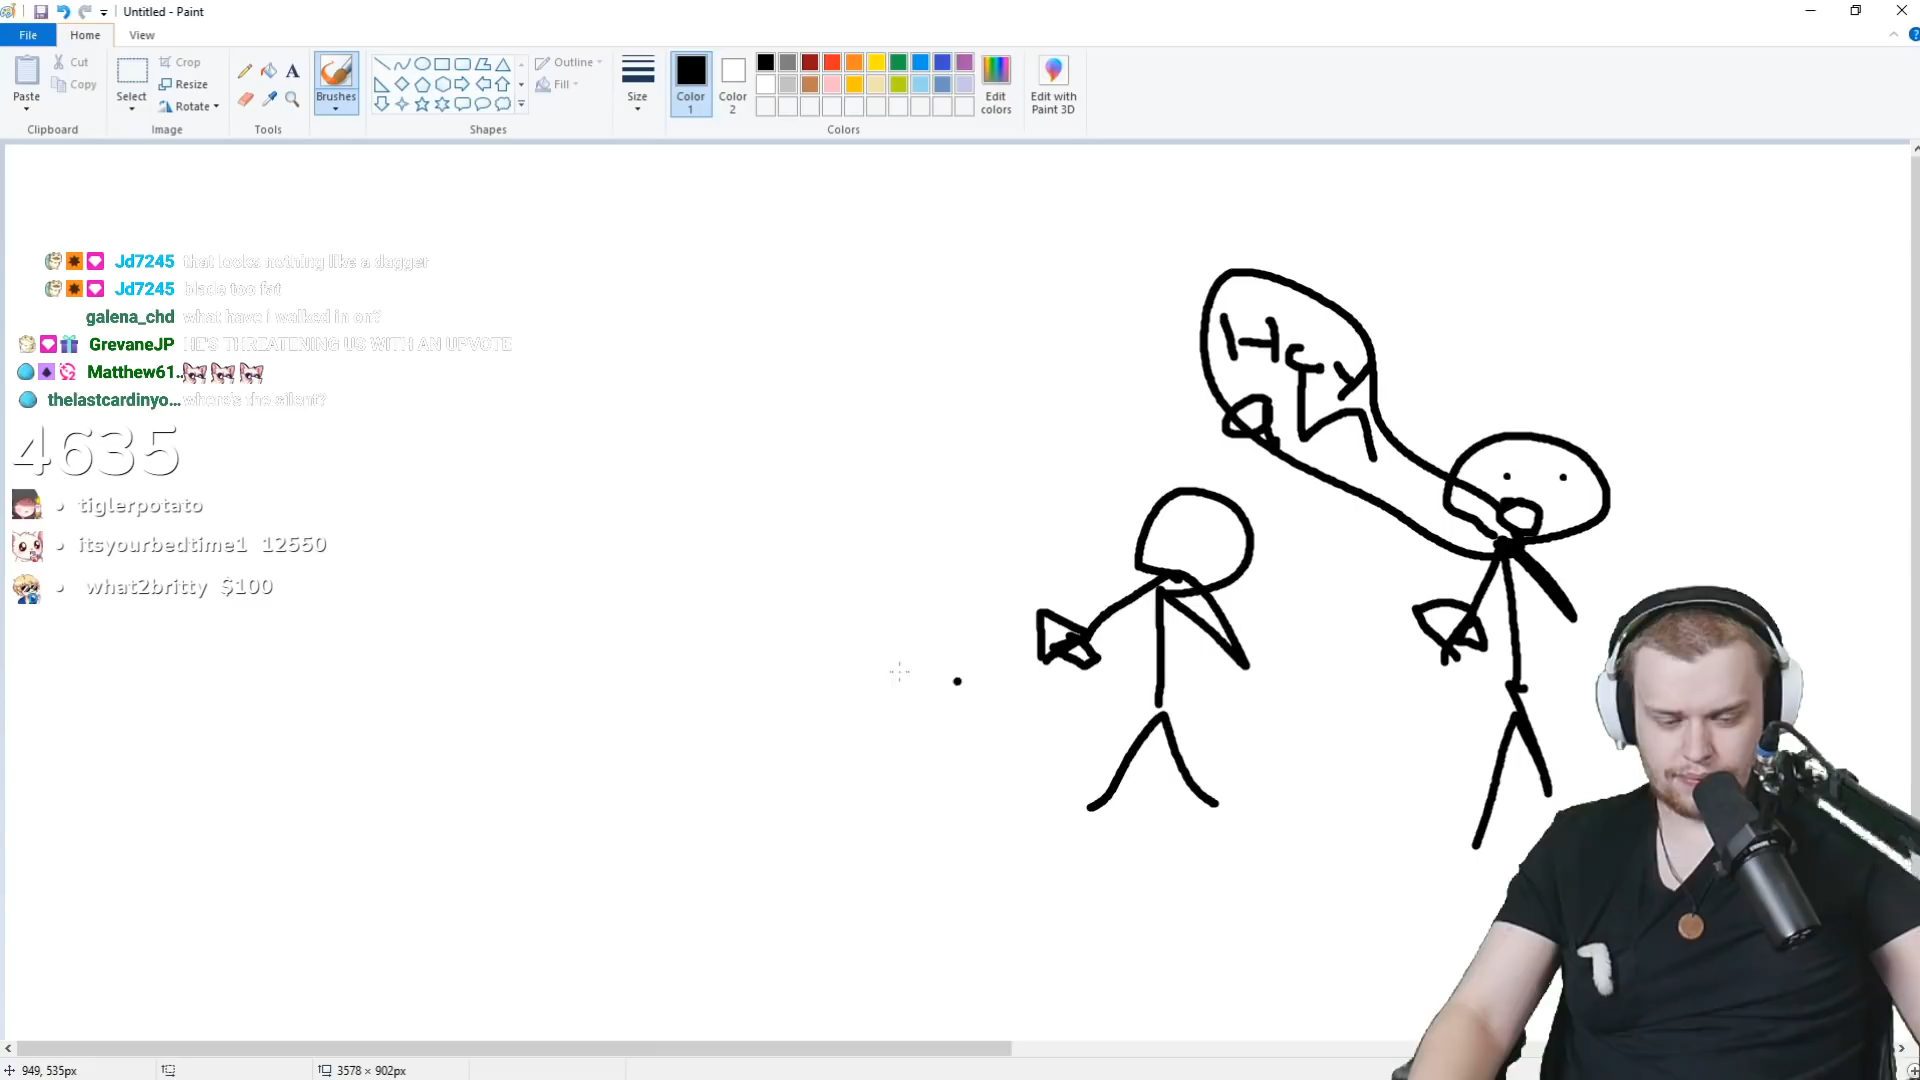 Untitled - Paint
File Home View
Paste
Cut
Copy
Clipboard
Select
Crop
Resize
Rotate
Image
A
Tools
Brushes
Outline
Fill
Shapes
Size
Color 1
Color 2
Edit colors
Colors
Edit with Paint 3D
Jd7245 that looks nothing like a dagger
Jd7245 blade too fat
galena_chd what have i walked in on?
GrevaneJP HE'S THREATENING US WITH AN UPVOTE
Matthew61..
thelastcardinyo... where's the silent?
4635
• tiglerpotato
• itsyourbedtime1 12550
• what2britty $100
949, 535px
3578 × 902px